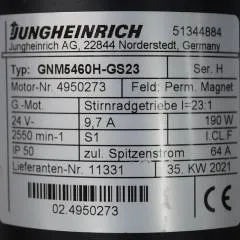 JUNGHEINRICH 51344884
Jungheinrich AG, 22844 Norderstedt, Germany
Typ: GNM5460H-GS23 Ser. H
Motor-Nr. 4950273 Feld: Perm. Magnet
G.-Mot. Stirnradgetriebe I=23:1
24 V- 9,7 A 190 W
2550 min-1 S1 I.CL F
IP 50 zul. Spitzenstrom 64 A
Lieferanten-Nr. 11331 35. KW 2021
02.4950273